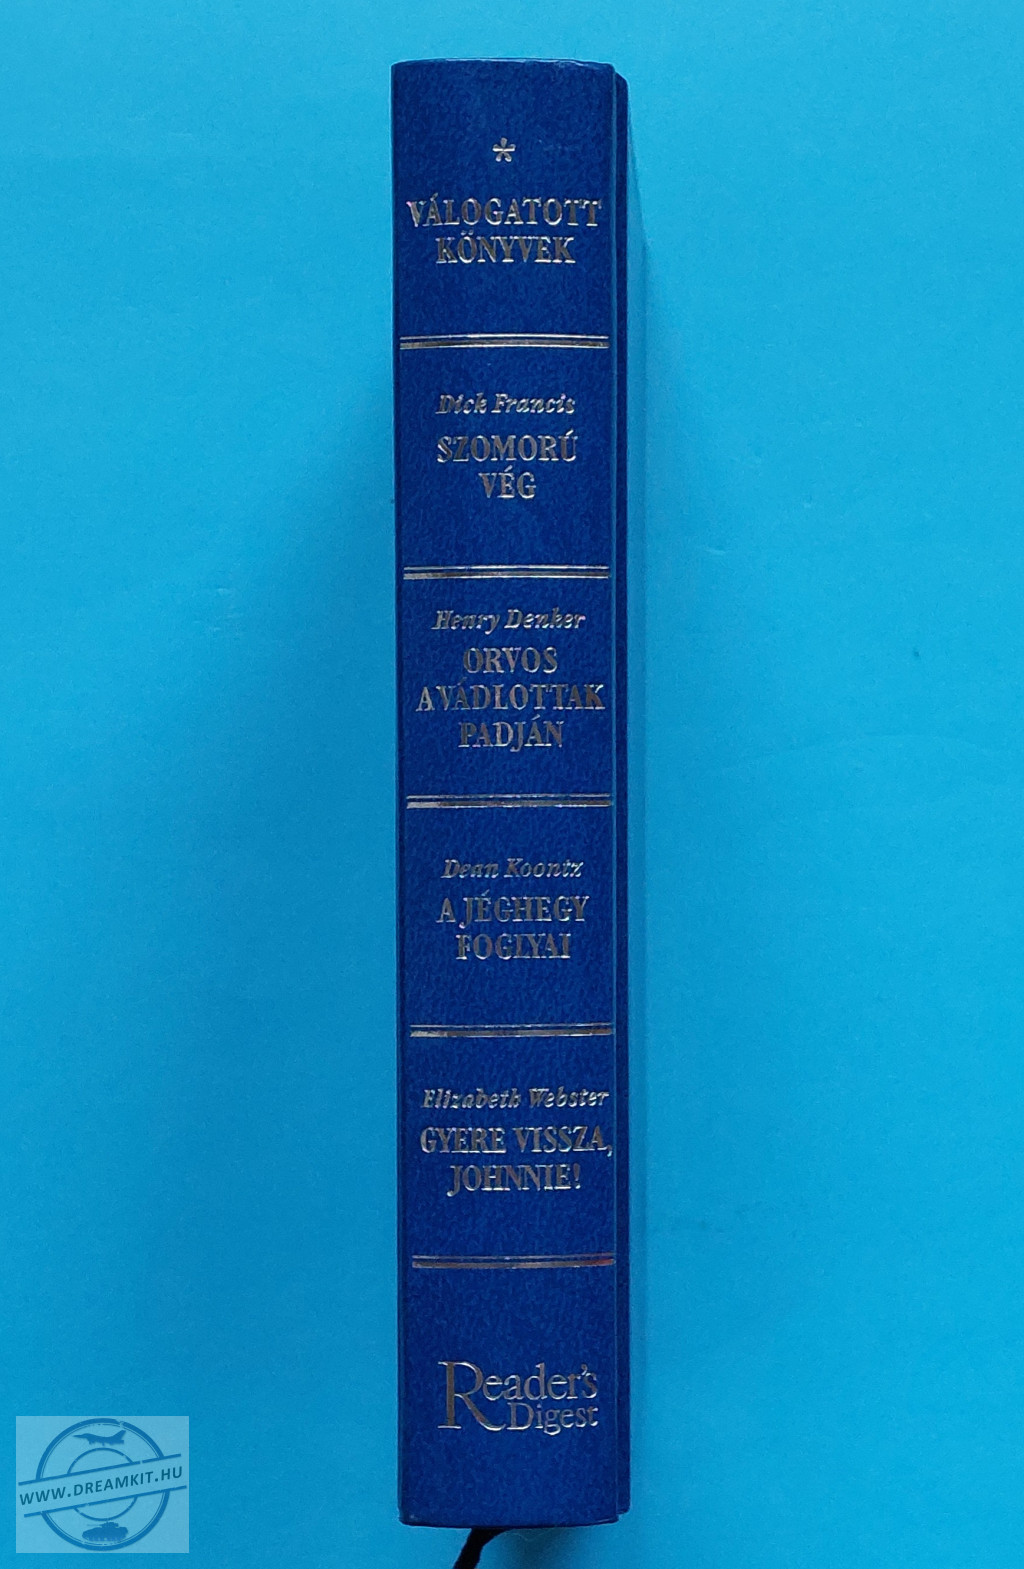 *
VÁLOGATOTT
KÖNYVEK
Dick Francis
SZOMORÚ
VÉG
Henry Denker
ORVOS
A VÁDLOTTAK
PADJÁN
Dean Koontz
A JÉGHEGY
FOGLYAI
Elizabeth Webster
GYERE VISSZA,
JOHNNIE!
Reader's
Digest
WWW.DREAMKIT.HU